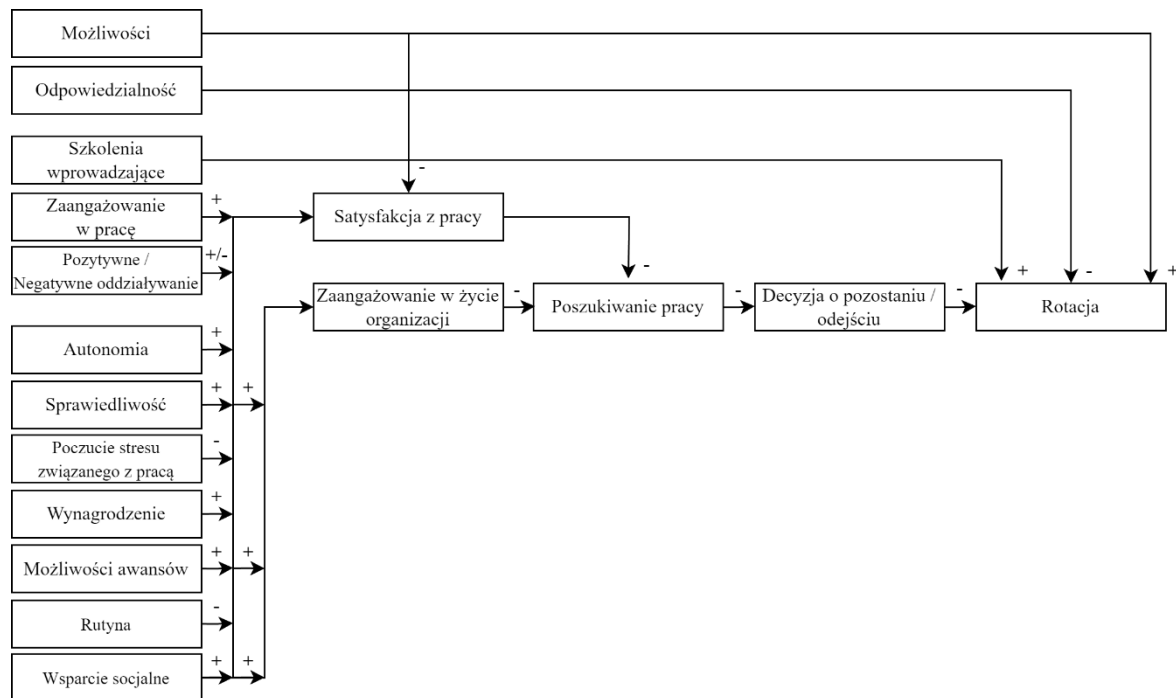 Możliwości
Odpowiedzialność
Szkolenia
wprowadzające
+
-
Zaangażowanie
w pracę
+
Satysfakcja z pracy
Pozytywne /
Negatywne oddziaływanie
+/-
-
+
-
+
Zaangażowanie w życie
organizacji
-
Poszukiwanie pracy
-
Decyzja o pozostaniu /
odejściu
-
Rotacja
Autonomia
+
Sprawiedliwość
+
+
Poczucie stresu
związanego z pracą
-
Wynagrodzenie
+
Możliwości awansów
+
+
Rutyna
-
Wsparcie socjalne
+
+